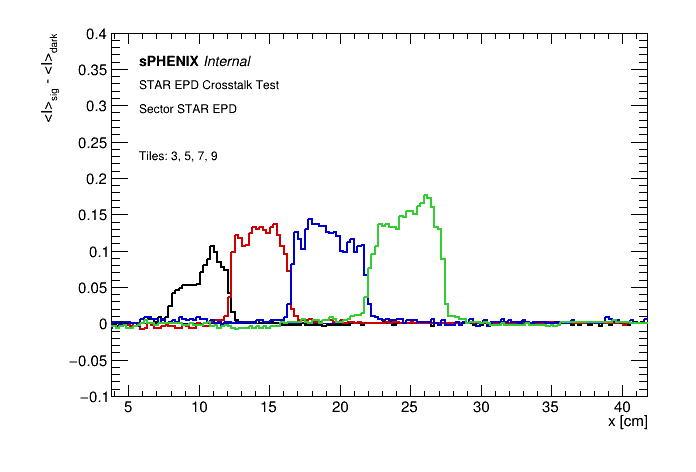 <I>sig - <I>dark
0.4
0.35
0.3
0.25
0.2
0.15
0.1
0.05
0
−0.05
−0.1
sPHENIX Internal
STAR EPD Crosstalk Test
Sector STAR EPD
Tiles: 3, 5, 7, 9
5 10 15 20 25 30 35 40
x [cm]